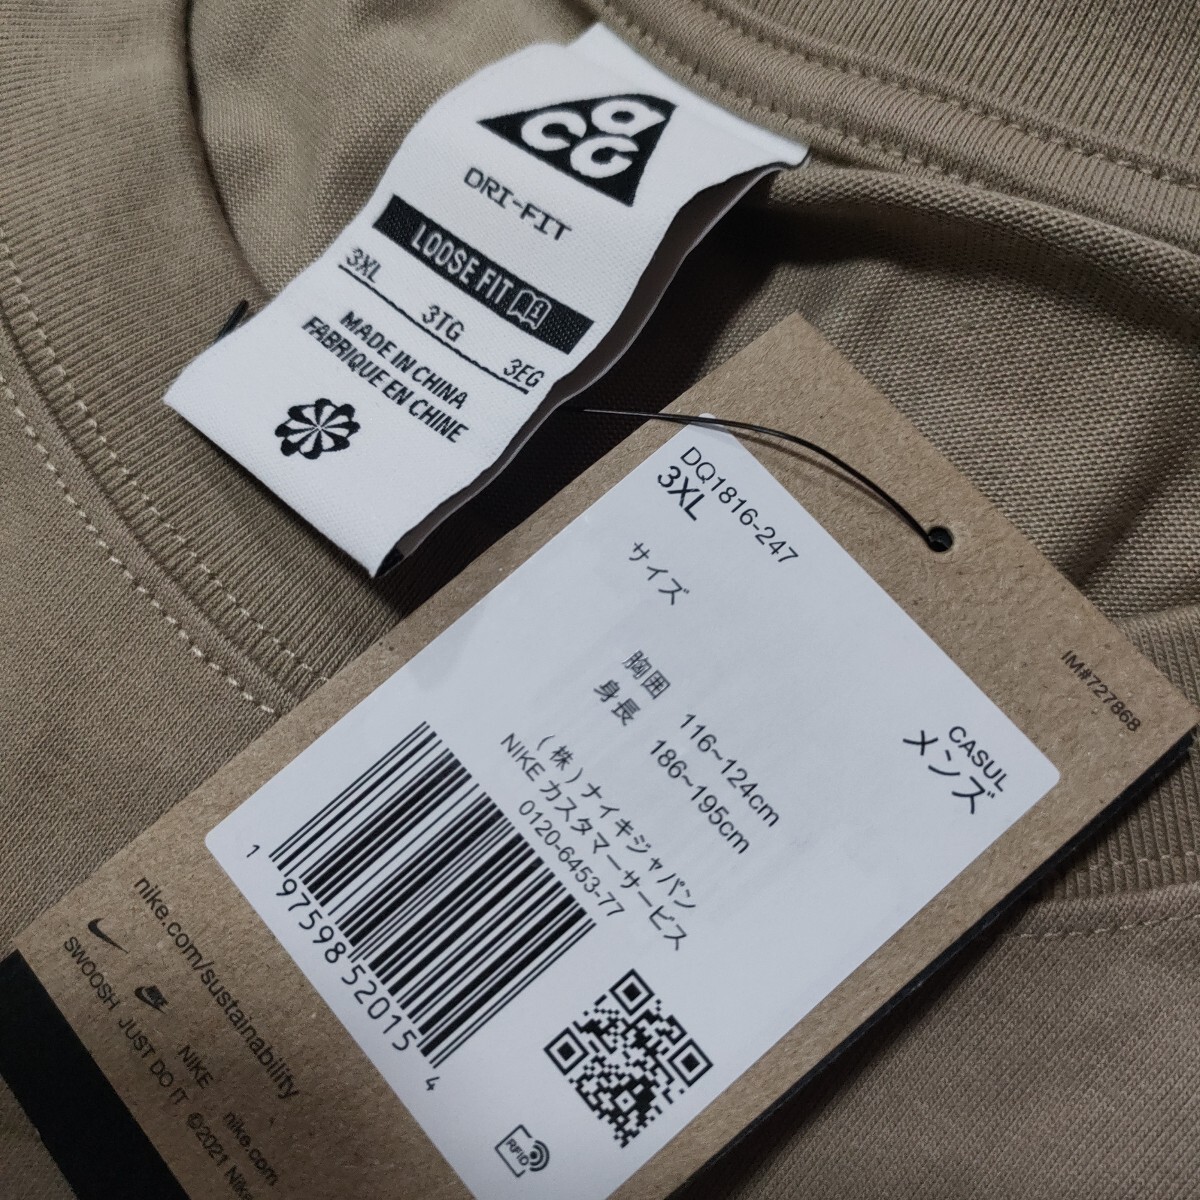 acg
DRI-FIT
LOOSE FIT
3XL 3TG 3EG
MADE IN CHINA
FABRIQUE EN CHINE
DQ1816-247
3XL
サイズ
胸囲 116~124cm
身長 186~195cm
(株)ナイキジャパン
NIKE カスタマーサービス
0120-6453-77
CASUL
メンズ
IM#727868
1 97598 52015 4
RFID
nike.com/sustainability
NIKE nike.com
SWOOSH JUST DO IT ©2021 Nike